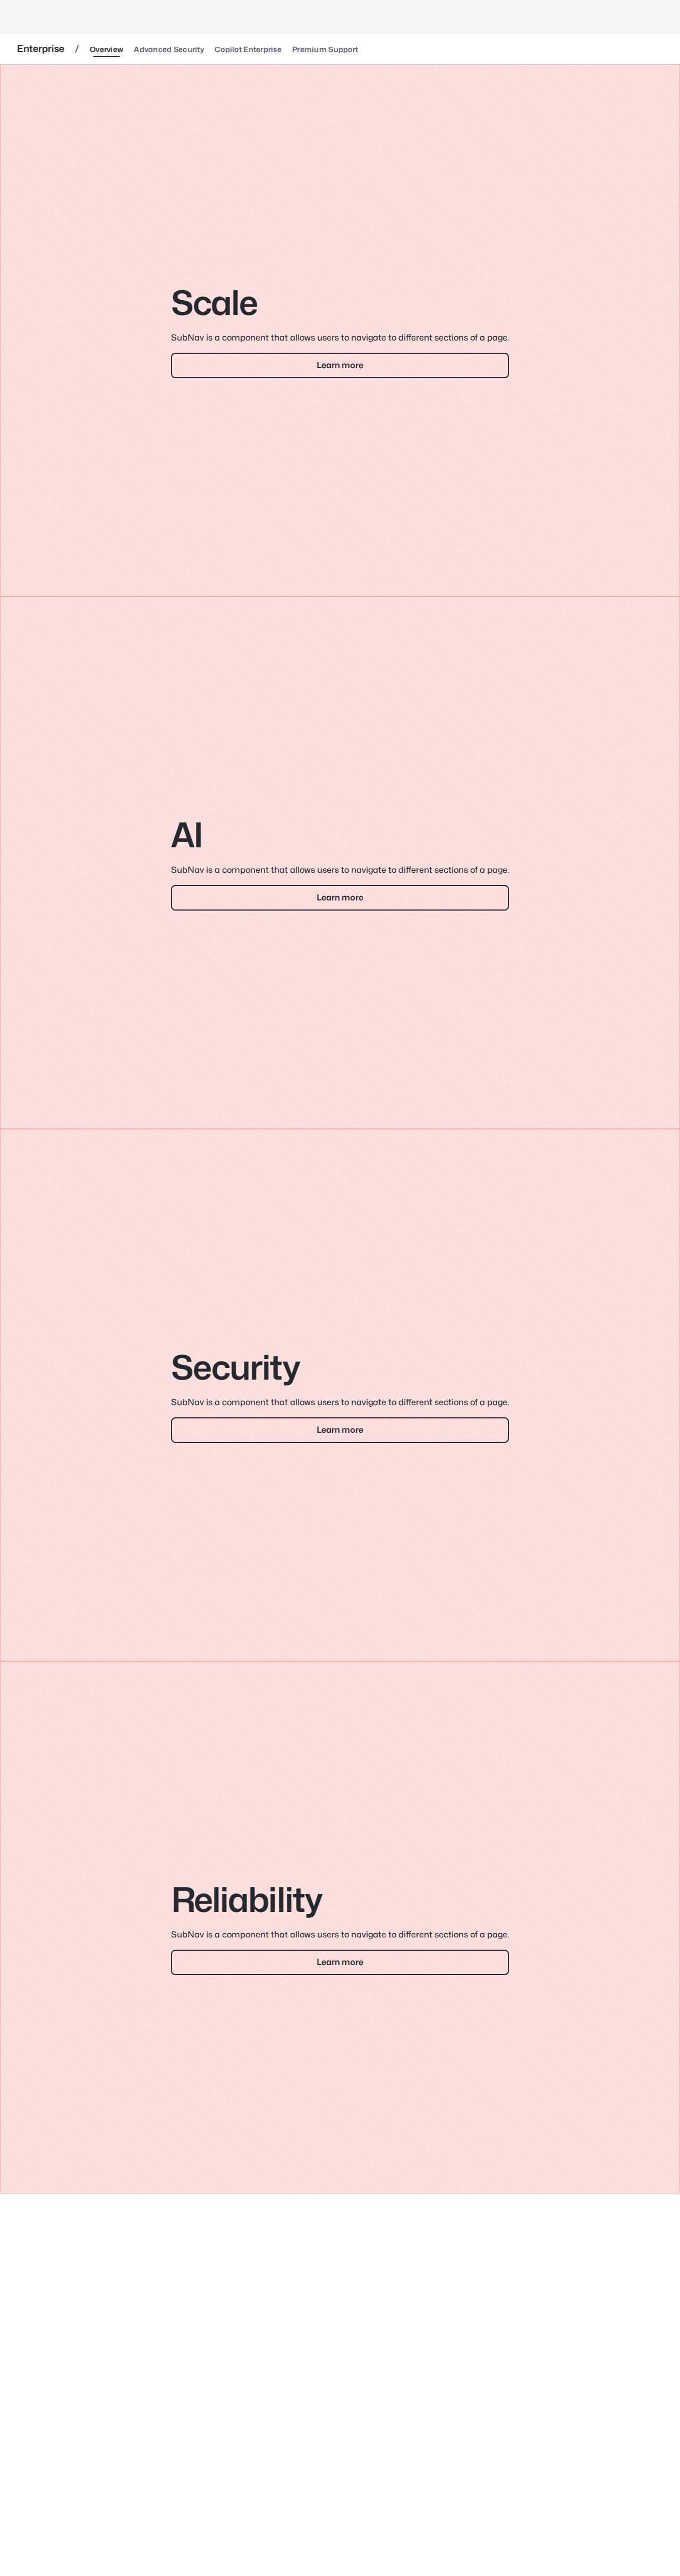 Enterprise / Overview Advanced Security Copilot Enterprise Premium Support
Scale
SubNav is a component that allows users to navigate to different sections of a page.
Learn more
AI
SubNav is a component that allows users to navigate to different sections of a page.
Learn more
Security
SubNav is a component that allows users to navigate to different sections of a page.
Learn more
Reliability
SubNav is a component that allows users to navigate to different sections of a page.
Learn more